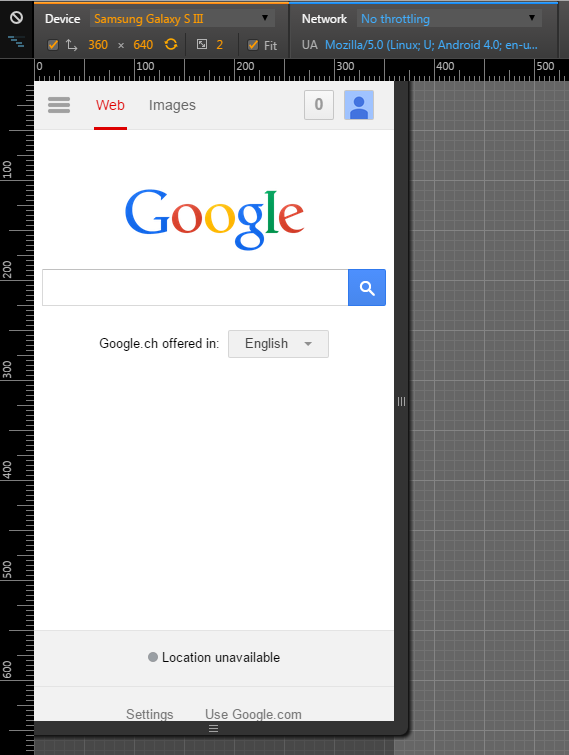 Device Samsung Galaxy S III Network No throttling
360 × 640 2 Fit UA Mozilla/5.0 (Linux; U; Android 4.0; en-u...
0 100 200 300 400 500
100
200
300
400
500
600
Web Images 0
Google
Google.ch offered in: English
Location unavailable
Settings Use Google.com